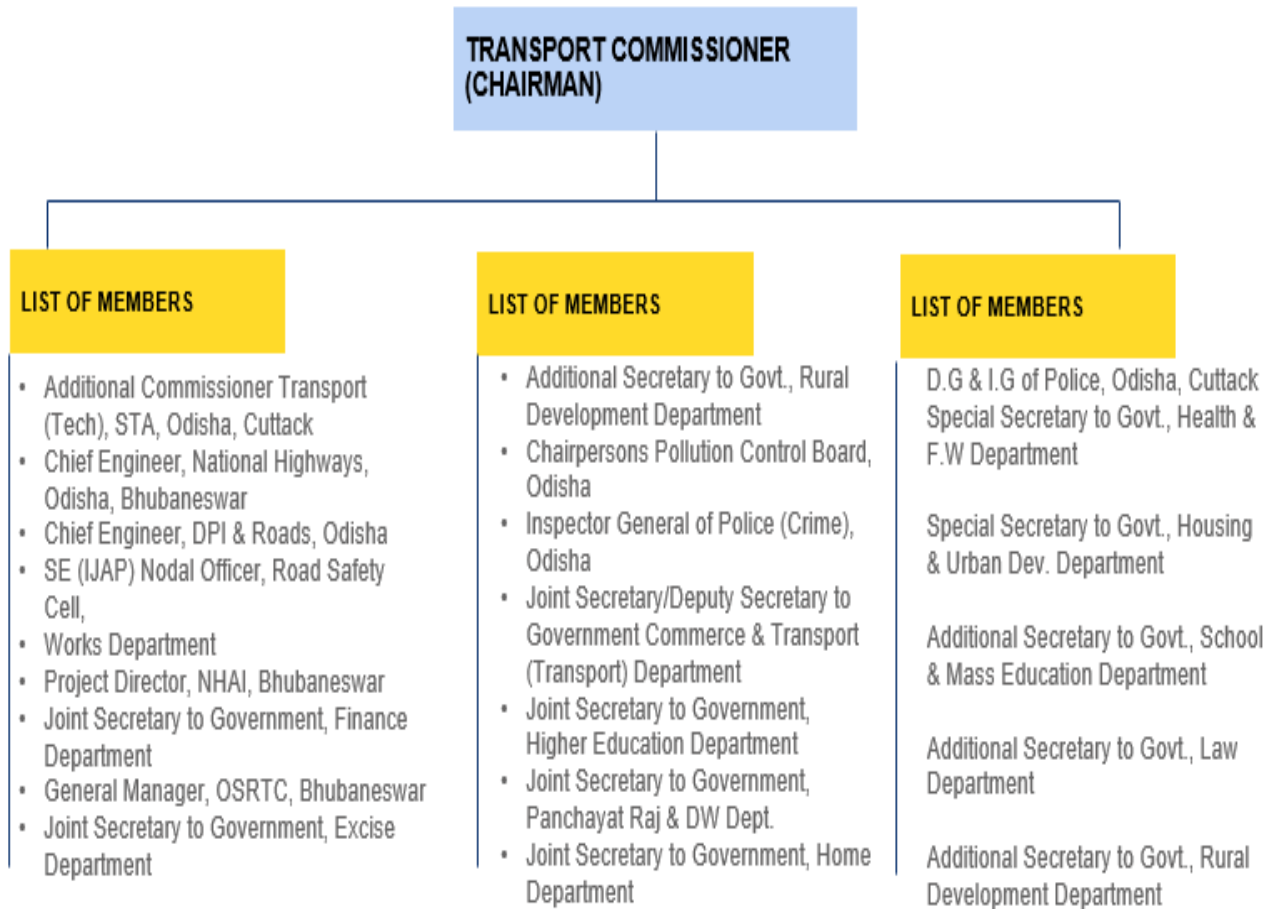 TRANSPORT COMMISSIONER
(CHAIRMAN)
LIST OF MEMBERS
• Additional Commissioner Transport
(Tech), STA, Odisha, Cuttack
• Chief Engineer, National Highways,
Odisha, Bhubaneswar
• Chief Engineer, DPI & Roads, Odisha
• SE (IJAP) Nodal Officer, Road Safety
Cell,
• Works Department
• Project Director, NHAI, Bhubaneswar
• Joint Secretary to Government, Finance
Department
• General Manager, OSRTC, Bhubaneswar
• Joint Secretary to Government, Excise
Department
LIST OF MEMBERS
• Additional Secretary to Govt., Rural
Development Department
• Chairpersons Pollution Control Board,
Odisha
• Inspector General of Police (Crime),
Odisha
• Joint Secretary/Deputy Secretary to
Government Commerce & Transport
(Transport) Department
• Joint Secretary to Government,
Higher Education Department
• Joint Secretary to Government,
Panchayat Raj & DW Dept.
• Joint Secretary to Government, Home
Department
LIST OF MEMBERS
D.G & I.G of Police, Odisha, Cuttack
Special Secretary to Govt., Health &
F.W Department
Special Secretary to Govt., Housing
& Urban Dev. Department
Additional Secretary to Govt., School
& Mass Education Department
Additional Secretary to Govt., Law
Department
Additional Secretary to Govt., Rural
Development Department